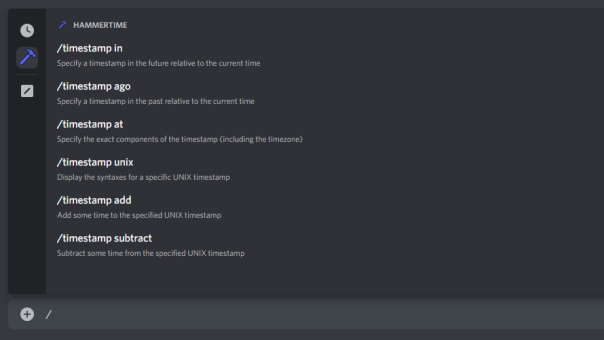 HAMMERTIME
/timestamp in
Specify a timestamp in the future relative to the current time
/timestamp ago
Specify a timestamp in the past relative to the current time
/timestamp at
Specify the exact components of the timestamp (including the timezone)
/timestamp unix
Display the syntaxes for a specific UNIX timestamp
/timestamp add
Add some time to the specified UNIX timestamp
/timestamp subtract
Subtract some time from the specified UNIX timestamp
/